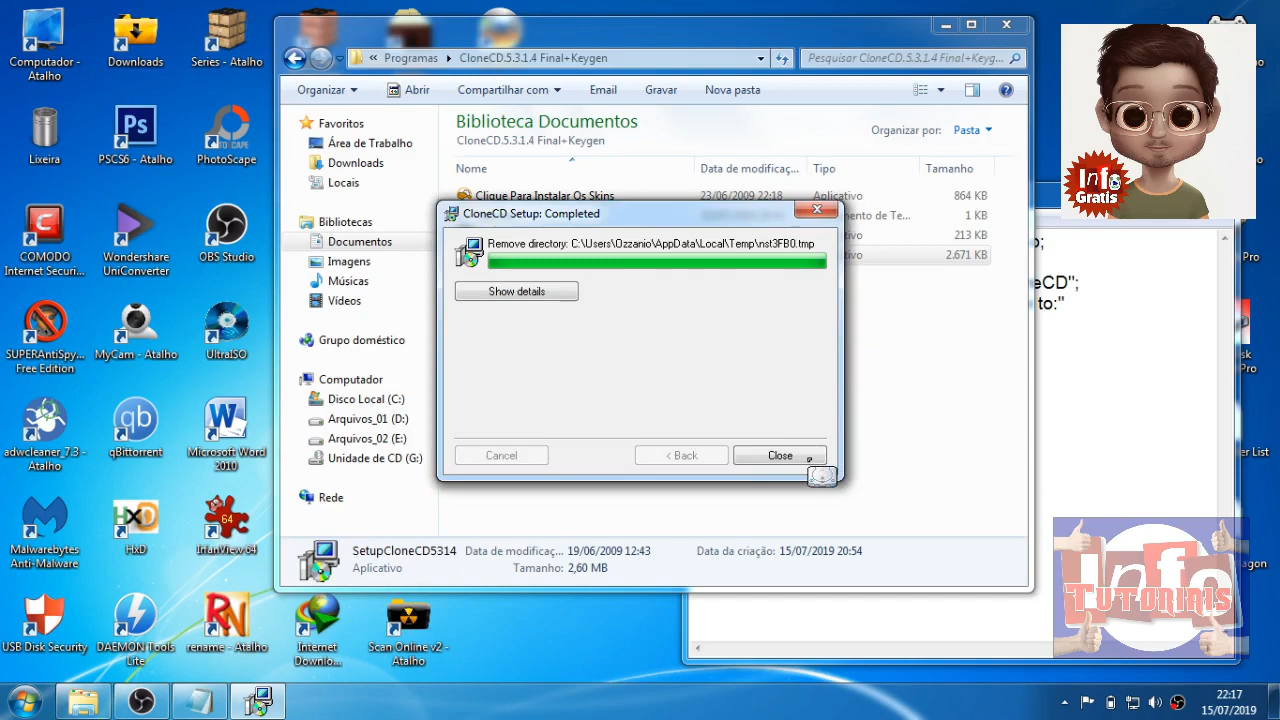 Computador - Atalho
Downloads
Series - Atalho
Lixeira
PSCS6 - Atalho
PhotoScape
COMODO Internet Securi...
Wondershare UniConverter
OBS Studio
SUPERAntiSpy... Free Edition
MyCam - Atalho
UltraISO
adwcleaner_7.3 - Atalho
qBittorrent
Microsoft Word 2010
Malwarebytes Anti-Malware
HxD
IrfanView 64
USB Disk Security
DAEMON Tools Lite
rename - Atalho
Internet Downlo...
Scan Online v2 - Atalho
« Programas ▸ CloneCD.5.3.1.4 Final+Keygen
Pesquisar CloneCD.5.3.1.4 Final+Keyg...
Organizar
Abrir
Compartilhar com
Email
Gravar
Nova pasta
Favoritos
Área de Trabalho
Downloads
Locais
Bibliotecas
Documentos
Imagens
Músicas
Vídeos
Grupo doméstico
Computador
Disco Local (C:)
Arquivos_01 (D:)
Arquivos_02 (E:)
Unidade de CD (G:)
Rede
Biblioteca Documentos
CloneCD.5.3.1.4 Final+Keygen
Organizar por: Pasta
Nome
Data de modificaç...
Tipo
Tamanho
Clique Para Instalar Os Skins
23/06/2009 22:18
Aplicativo
864 KB
mento de Te...
1 KB
tivo
213 KB
tivo
2.671 KB
CloneCD Setup: Completed
Remove directory: C:\Users\Ozzanio\AppData\Local\Temp\nst3FB0.tmp
Show details
Cancel
< Back
Close
SetupCloneCD5314
Aplicativo
Data de modificaç... 19/06/2009 12:43
Tamanho: 2,60 MB
Data da criação: 15/07/2019 20:54
eCD";
to:"
Info
Gratis
Info
TUTORIAIS
Pro
Pro
22:17
15/07/2019